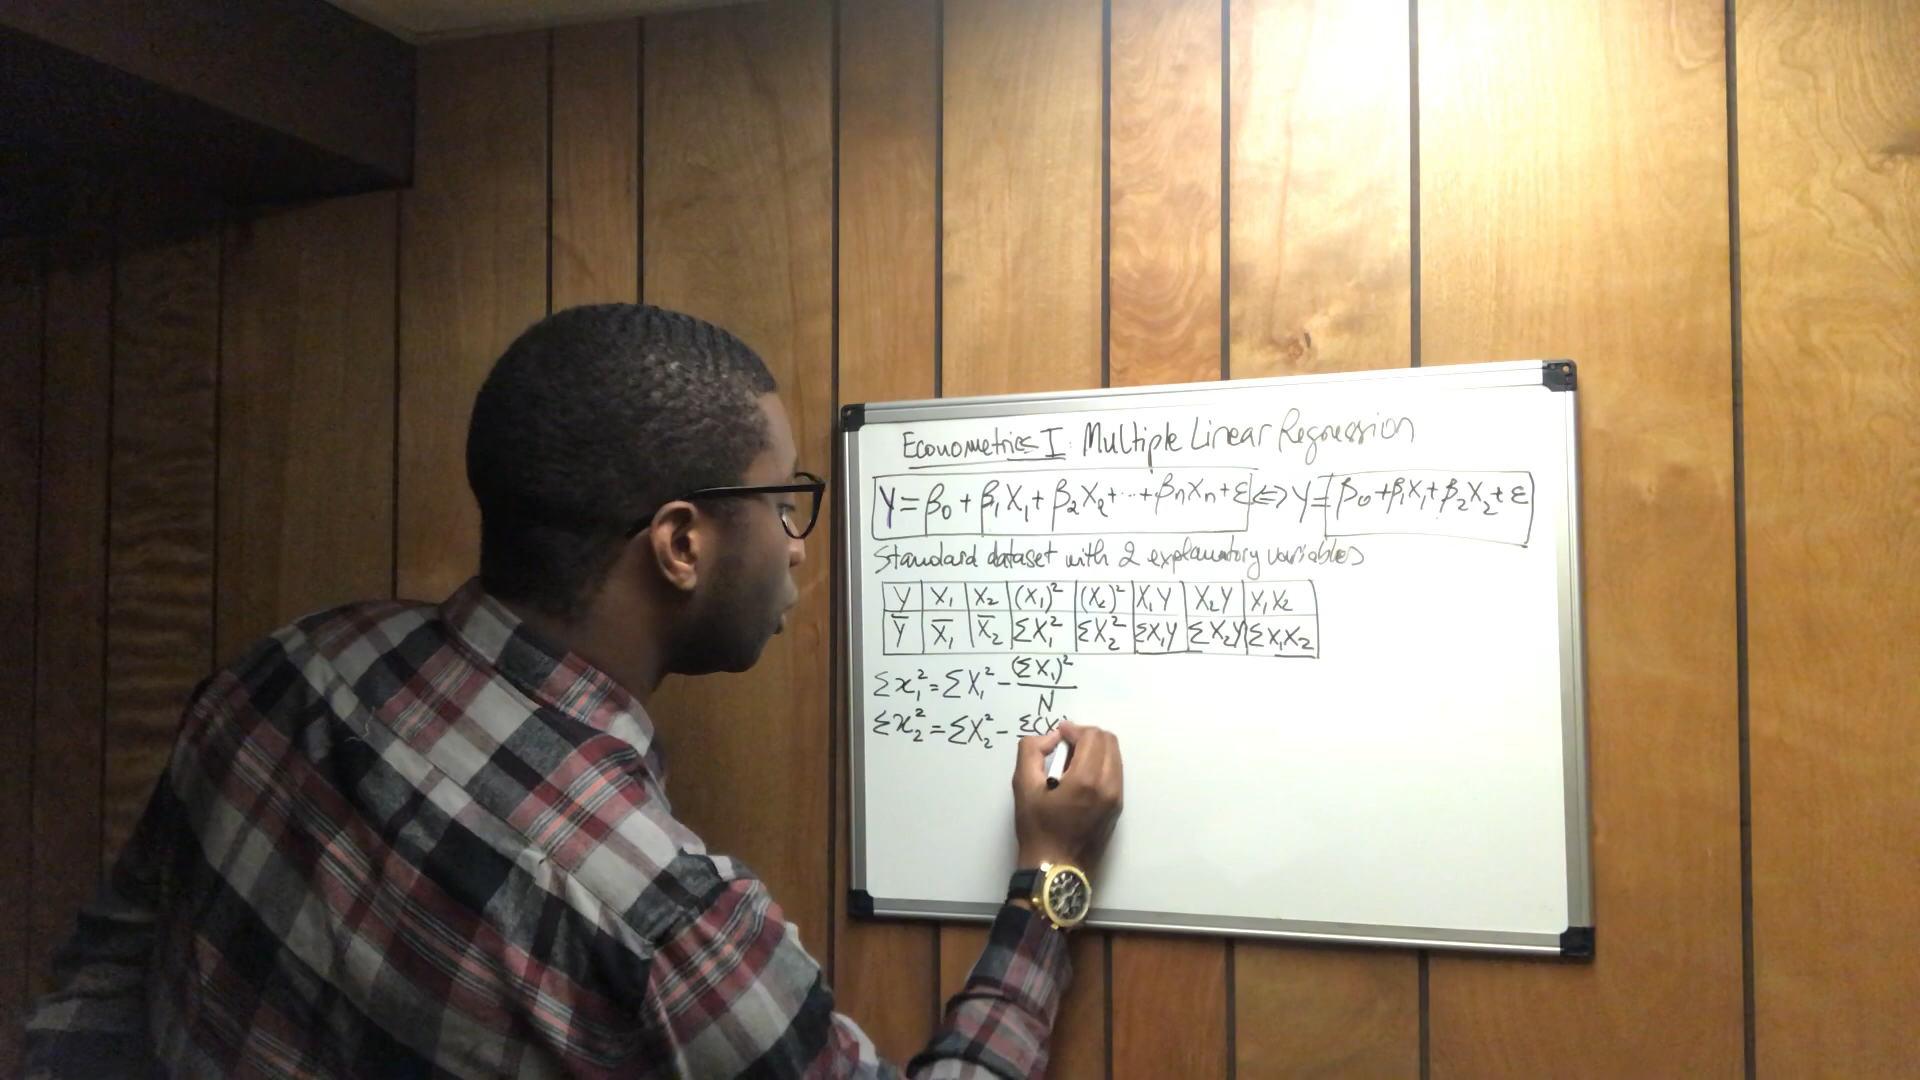 Econometrics I: Multiple Linear Regression
Y = β₀ + β₁X₁ + β₂X₂ + ... + βnXn + ε ⇔ Y = β₀ + β₁X₁ + β₂X₂ + ε
Standard dataset with 2 explanatory variables
Y | X₁ | X₂ | (X₁)² | (X₂)² | X₁Y | X₂Y | X₁X₂
Ȳ | X̄₁ | X̄₂ | ΣX₁² | ΣX₂² | ΣX₁Y | ΣX₂Y | ΣX₁X₂
Σx₁² = ΣX₁² - (ΣX₁)² / N
Σx₂² = ΣX₂² - Σ(X